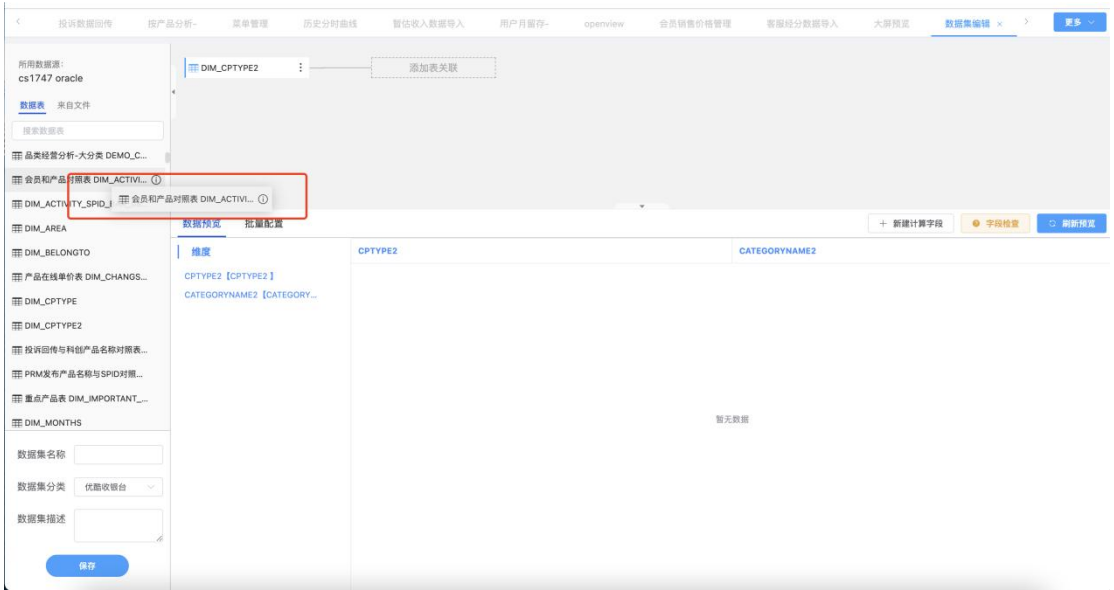 投诉数据回传 按产品分析- 菜单管理 历史分时曲线 暂估收入数据导入 用户月留存- openview 会员销售价格管理 客服经分数据导入 大屏预览 数据集编辑 × 更多
所用数据源:
cs1747 oracle
数据表 来自文件
搜索数据表
品类经营分析-大分类 DEMO_C...
会员和产品对照表 DIM_ACTIVI...
会员和产品对照表 DIM_ACTIVI...
DIM_ACTIVITY_SPID_
DIM_AREA
DIM_BELONGTO
产品在线单价表 DIM_CHANGS...
DIM_CPTYPE
DIM_CPTYPE2
投诉回传与科创产品名称对照表...
PRM发布产品名称与SPID对照...
重点产品表 DIM_IMPORTANT_...
DIM_MONTHS
数据集名称
数据集分类 优酷收银台
数据集描述
保存
DIM_CPTYPE2 添加表关联
数据预览 批量配置 + 新建计算字段 字段检查 刷新预览
维度 CPTYPE2 CATEGORYNAME2
CPTYPE2【CPTYPE2】
CATEGORYNAME2【CATEGORY...
暂无数据